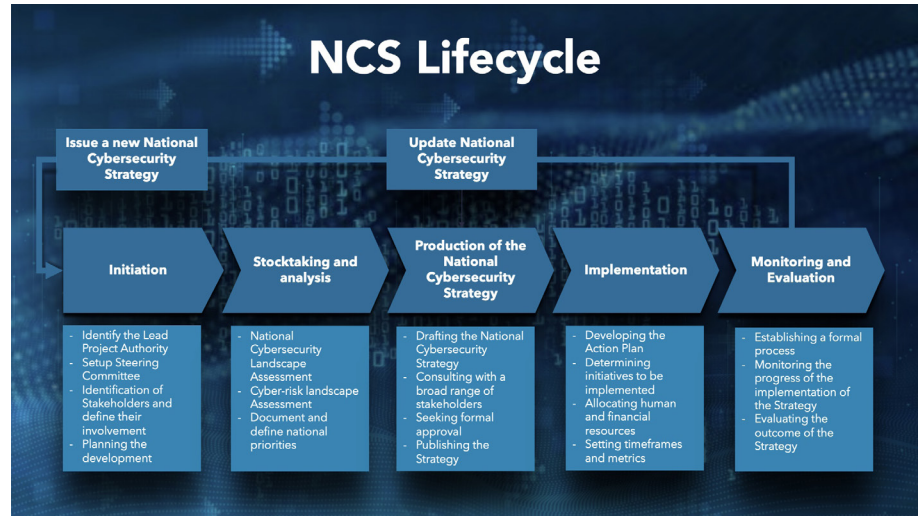 NCS Lifecycle
Issue a new National
Cybersecurity
Strategy
Update National
Cybersecurity
Strategy
Initiation
Stocktaking and
analysis
Production of the
National
Cybersecurity
Strategy
Implementation
Monitoring and
Evaluation
- Identify the Lead
Project Authority
- Setup Steering
Committee
- Identification of
Stakeholders and
define their
involvement
- Planning the
development
- National
Cybersecurity
Landscape
Assessment
- Cyber-risk landscape
Assessment
- Document and
define national
priorities
- Drafting the National
Cybersecurity
Strategy
- Consulting with a
broad range of
stakeholders
- Seeking formal
approval
- Publishing the
Strategy
- Developing the
Action Plan
- Determining
initiatives to be
implemented
- Allocating human
and financial
resources
- Setting timeframes
and metrics
- Establishing a formal
process
- Monitoring the
progress of the
implementation of
the Strategy
- Evaluating the
outcome of the
Strategy